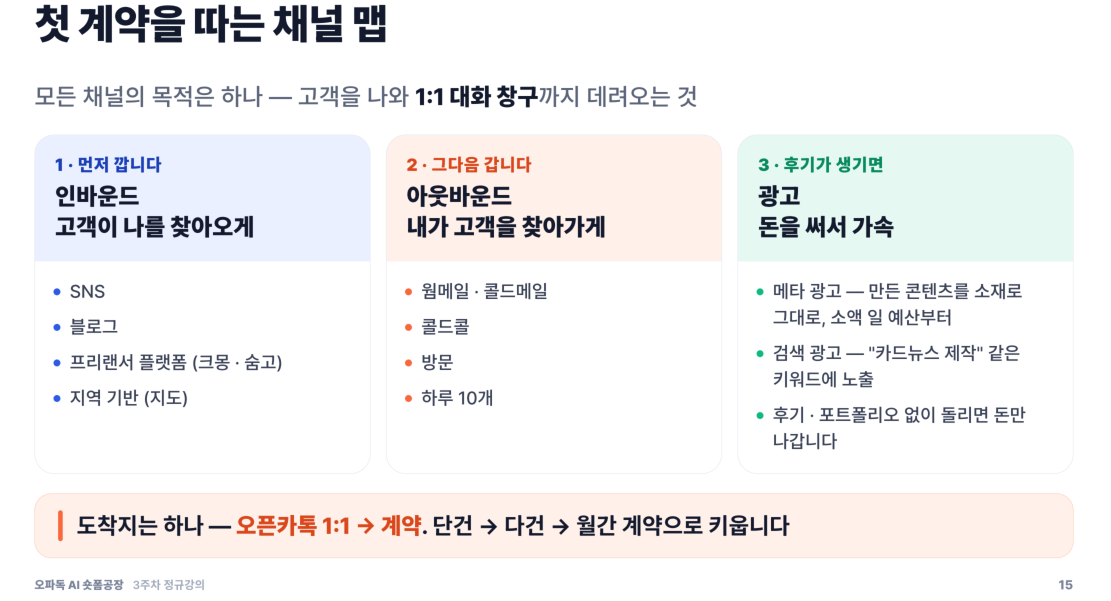 첫 계약을 따는 채널 맵
모든 채널의 목적은 하나 — 고객을 나와 1:1 대화 창구까지 데려오는 것
1 · 먼저 깝니다
인바운드
고객이 나를 찾아오게
SNS
블로그
프리랜서 플랫폼 (크몽 · 숨고)
지역 기반 (지도)
2 · 그다음 갑니다
아웃바운드
내가 고객을 찾아가게
웜메일 · 콜드메일
콜드콜
방문
하루 10개
3 · 후기가 생기면
광고
돈을 써서 가속
메타 광고 — 만든 콘텐츠를 소재로
그대로, 소액 일 예산부터
검색 광고 — "카드뉴스 제작" 같은
키워드에 노출
후기 · 포트폴리오 없이 돌리면 돈만
나갑니다
도착지는 하나 — 오픈카톡 1:1 → 계약. 단건 → 다건 → 월간 계약으로 키웁니다
오파독 AI 숏폼공장 3주차 정규강의
15